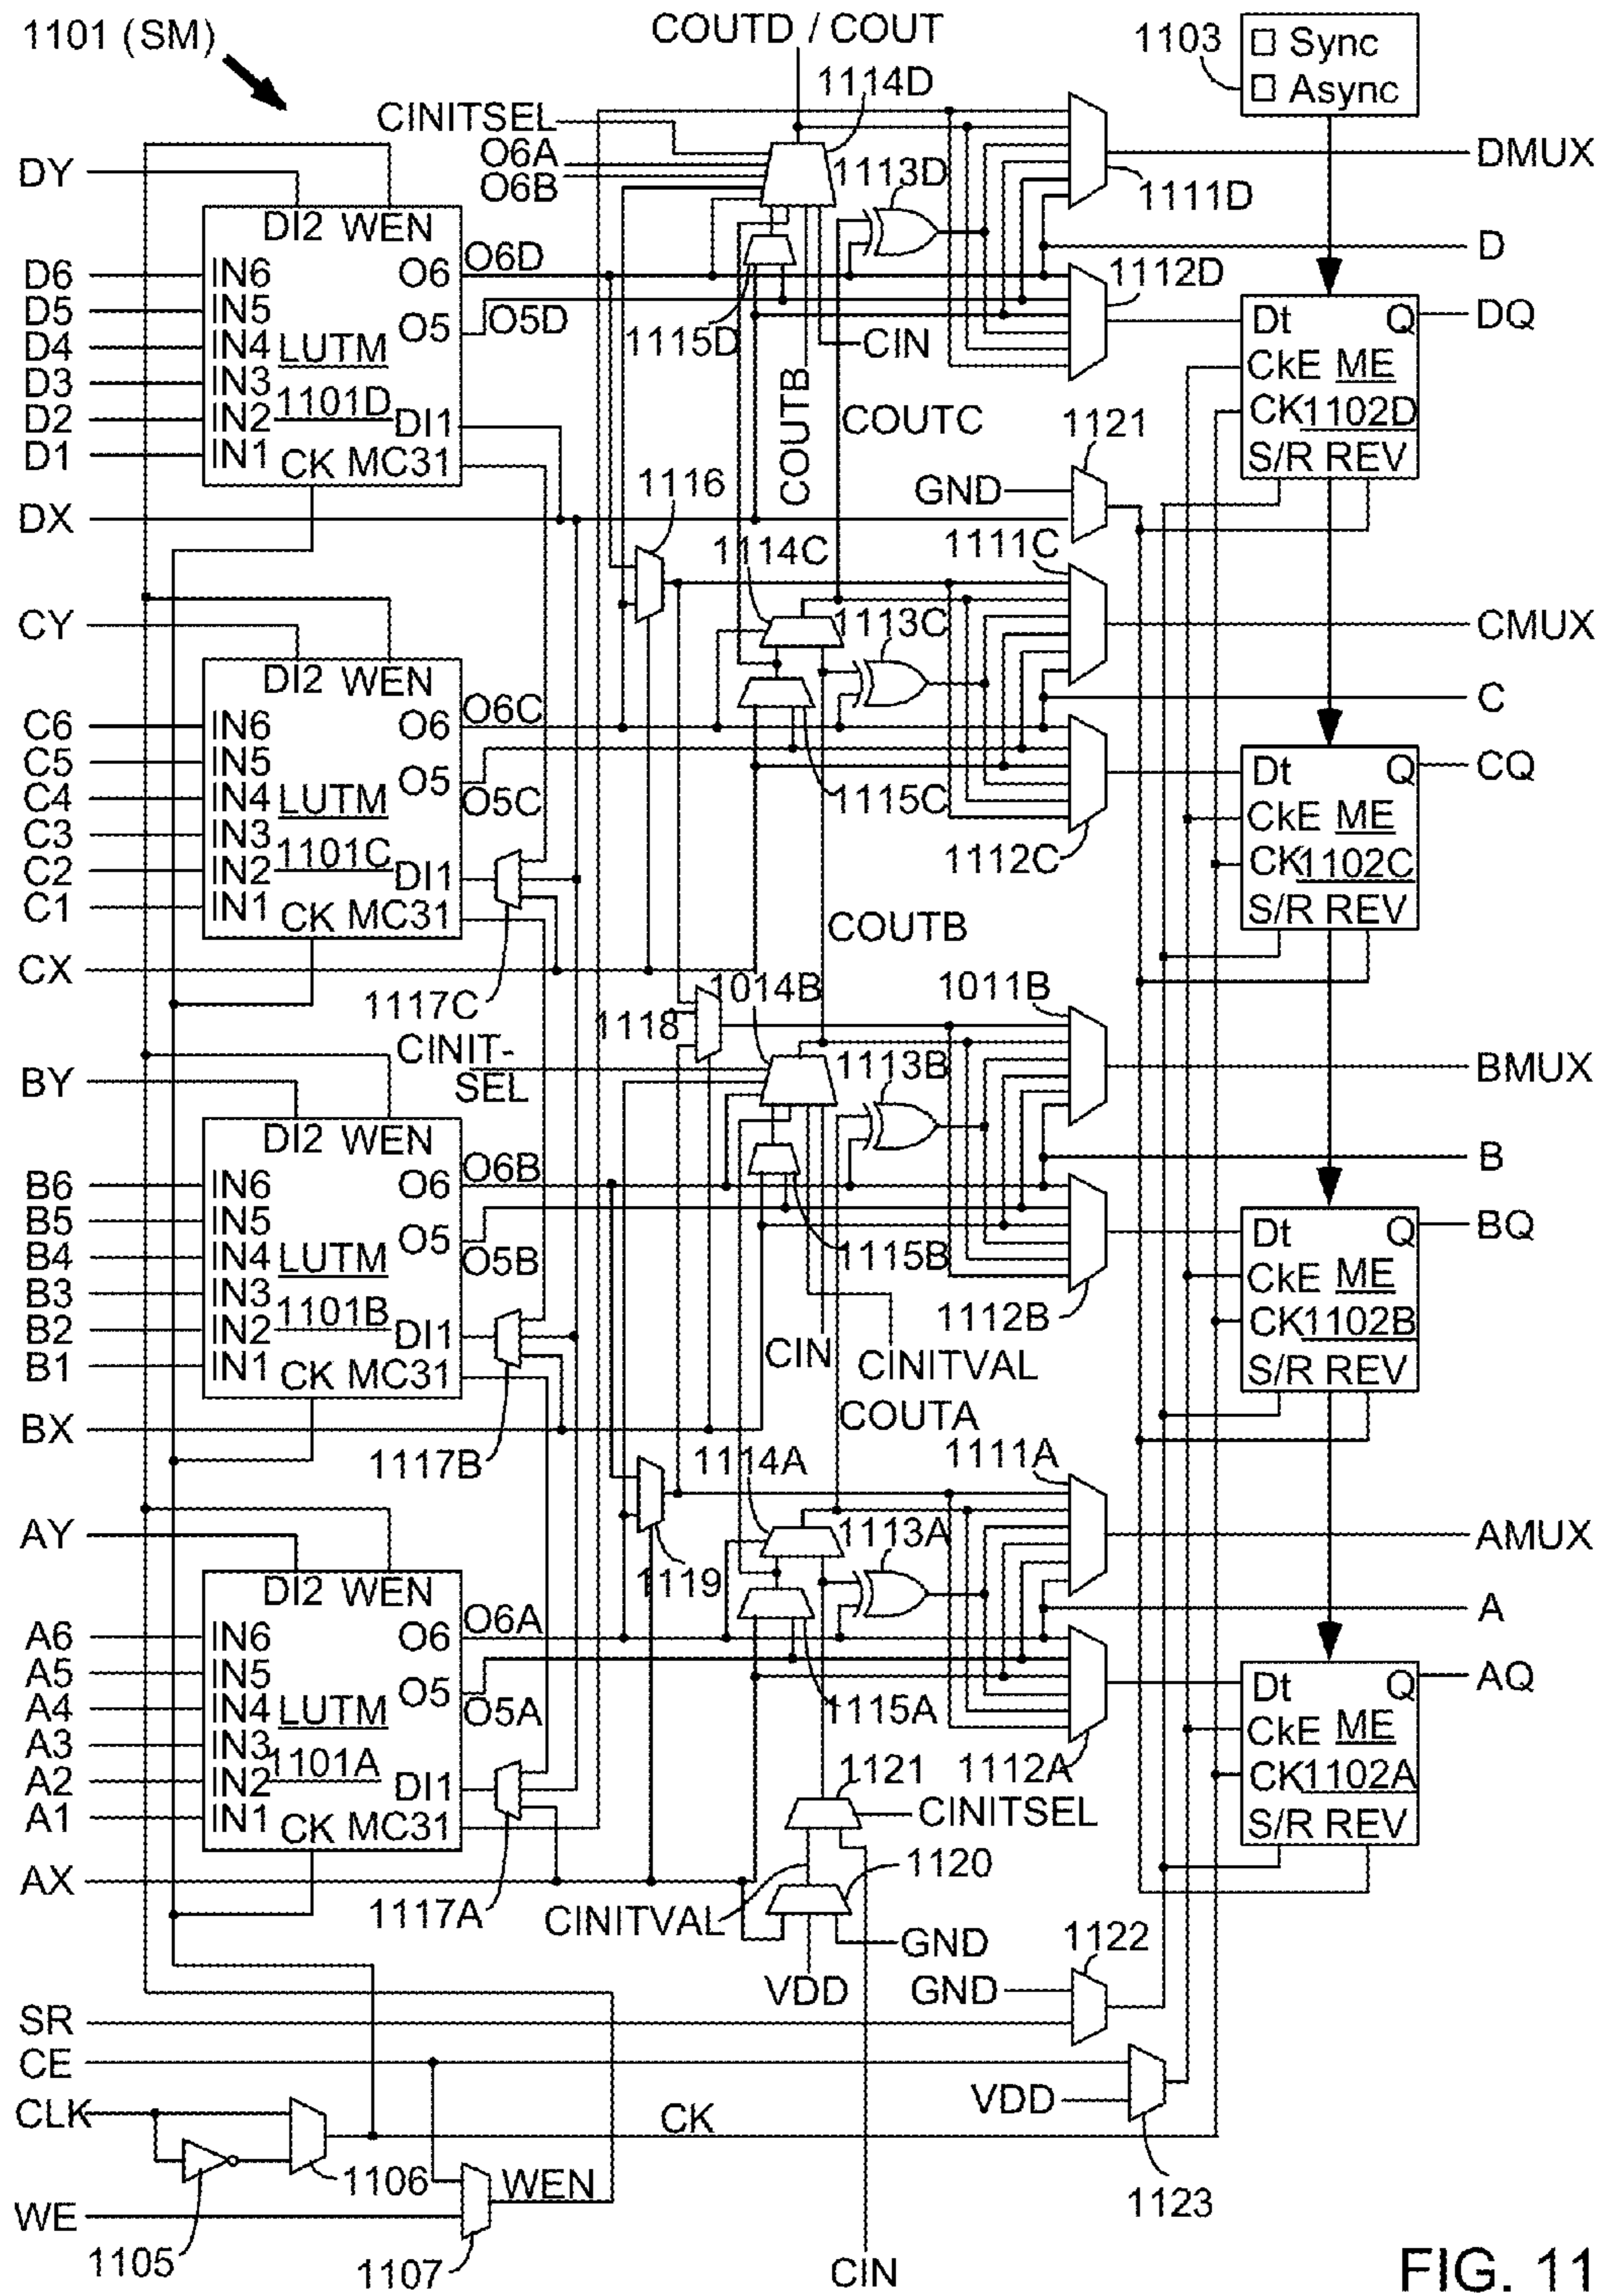 1101 (SM)
COUTD / COUT
1103
Sync
Async
1114D
CINITSEL
O6A
O6B
1113D
DMUX
1111D
DY
DI2 WEN
D
D6
IN6
O6
O6D
1112D
D5
IN5
O5
O5D
1115D
CIN
Dt
Q
DQ
D4
IN4
LUTM
CkE
ME
D3
IN3
COUTB
COUTC
D2
IN2
1101D
DI1
CK
1102D
D1
IN1
CK
MC31
S/R
REV
1121
GND
1116
DX
1114C
1111C
CY
1113C
CMUX
DI2 WEN
C
C6
IN6
O6
O6C
C5
IN5
O5
O5C
1115C
Dt
Q
CQ
C4
IN4
LUTM
CkE
ME
C3
IN3
1112C
C2
IN2
1101C
DI1
CK
1102C
C1
IN1
CK
MC31
S/R
REV
COUTB
CX
1117C
1118
1014B
1011B
CINIT-
SEL
1113B
BMUX
BY
DI2 WEN
B
B6
IN6
O6
O6B
B5
IN5
O5
O5B
1115B
Dt
Q
BQ
B4
IN4
LUTM
CkE
ME
B3
IN3
1112B
B2
IN2
1101B
DI1
CIN
CINITVAL
CK
1102B
B1
IN1
CK
MC31
S/R
REV
COUTA
BX
1117B
1114A
1111A
1113A
AMUX
AY
1119
DI2 WEN
A
A6
IN6
O6
O6A
A5
IN5
O5
O5A
1115A
Dt
Q
AQ
A4
IN4
LUTM
CkE
ME
A3
IN3
1112A
A2
IN2
1101A
DI1
1121
CK
1102A
A1
IN1
CK
MC31
CINITSEL
S/R
REV
AX
1120
1117A
CINITVAL
GND
1122
VDD
GND
SR
CE
VDD
CLK
CK
1106
WEN
1123
WE
1105
1107
CIN
FIG. 11